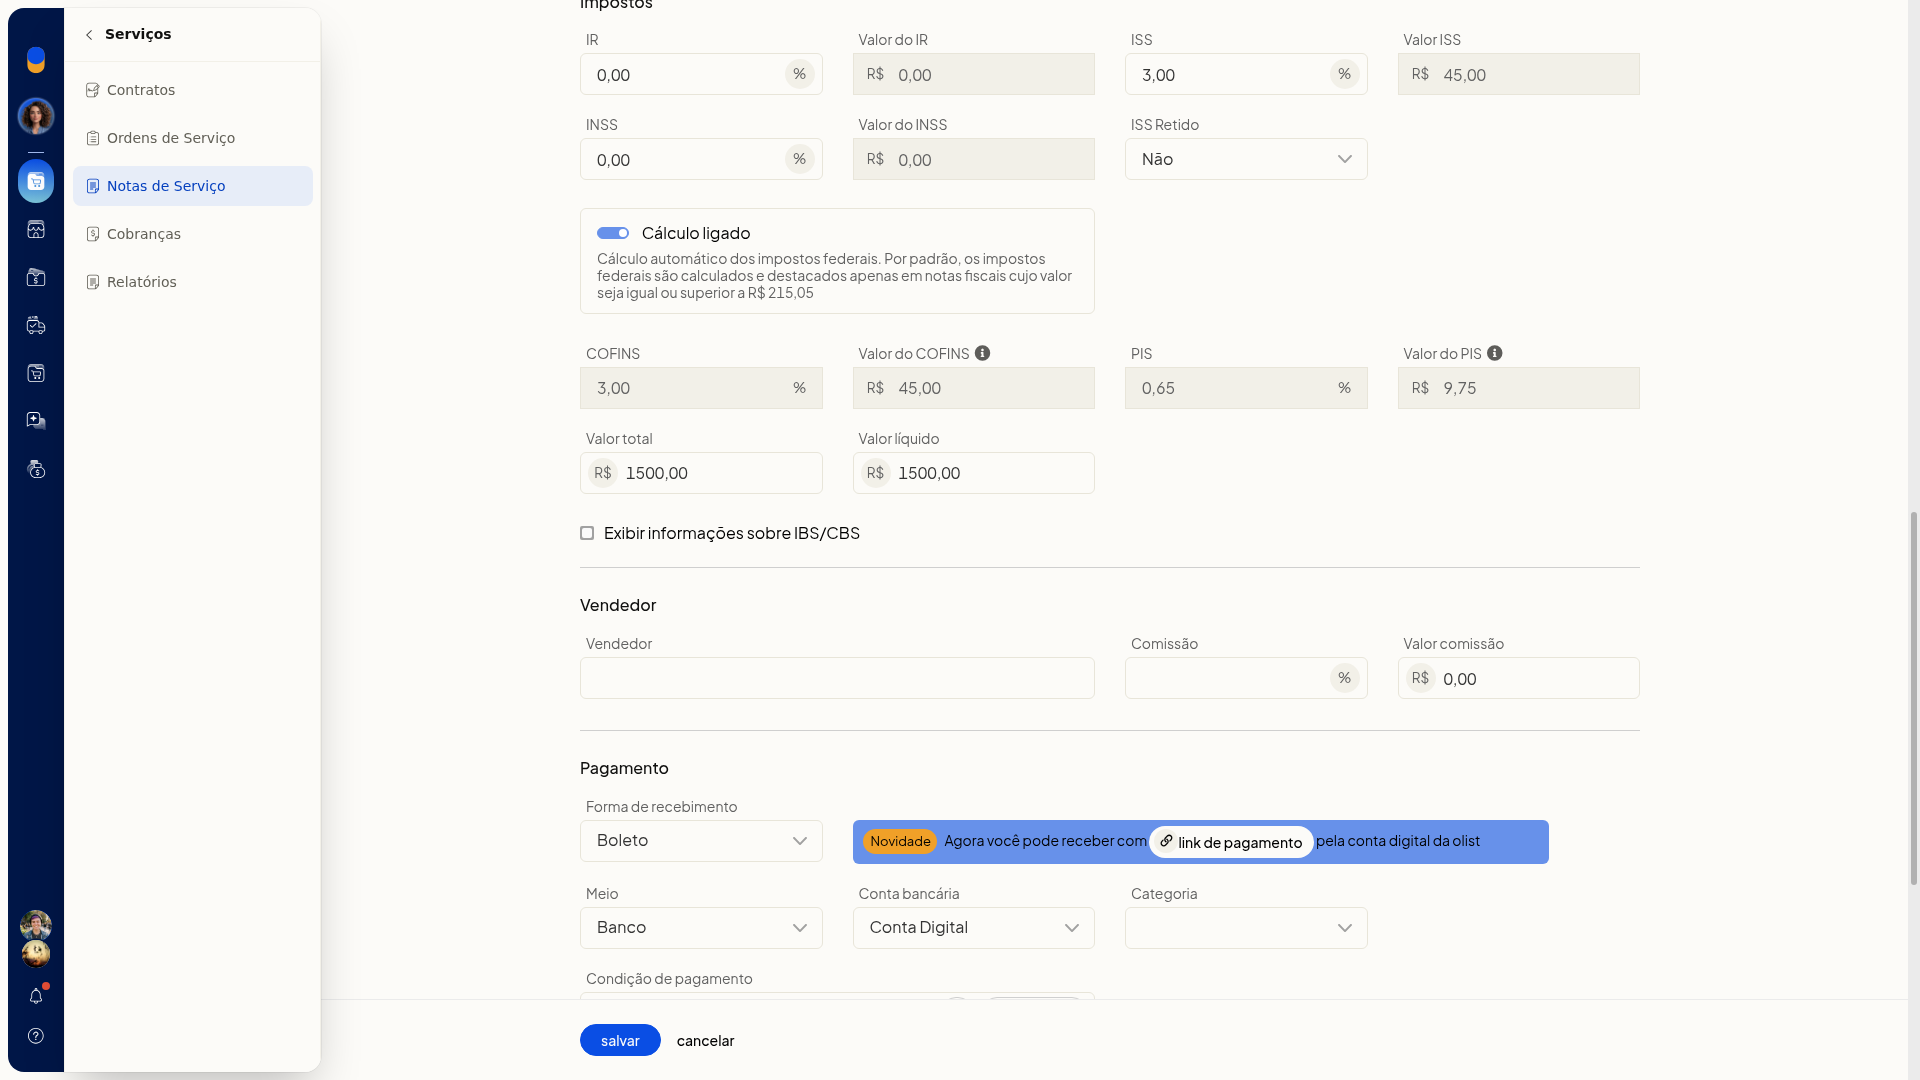 Serviços
Contratos
Ordens de Serviço
Notas de Serviço
Cobranças
Relatórios
Impostos
IR
Valor do IR
ISS
Valor ISS
0,00 %
R$ 0,00
3,00 %
R$ 45,00
INSS
Valor do INSS
ISS Retido
0,00 %
R$ 0,00
Não
Cálculo ligado
Cálculo automático dos impostos federais. Por padrão, os impostos
federais são calculados e destacados apenas em notas fiscais cujo valor
seja igual ou superior a R$ 215,05
COFINS
Valor do COFINS
PIS
Valor do PIS
3,00 %
R$ 45,00
0,65 %
R$ 9,75
Valor total
Valor líquido
R$ 1500,00
R$ 1500,00
Exibir informações sobre IBS/CBS
Vendedor
Vendedor
Comissão
Valor comissão
%
R$ 0,00
Pagamento
Forma de recebimento
Boleto
Novidade Agora você pode receber com link de pagamento pela conta digital da olist
Meio
Conta bancária
Categoria
Banco
Conta Digital
Condição de pagamento
salvar
cancelar